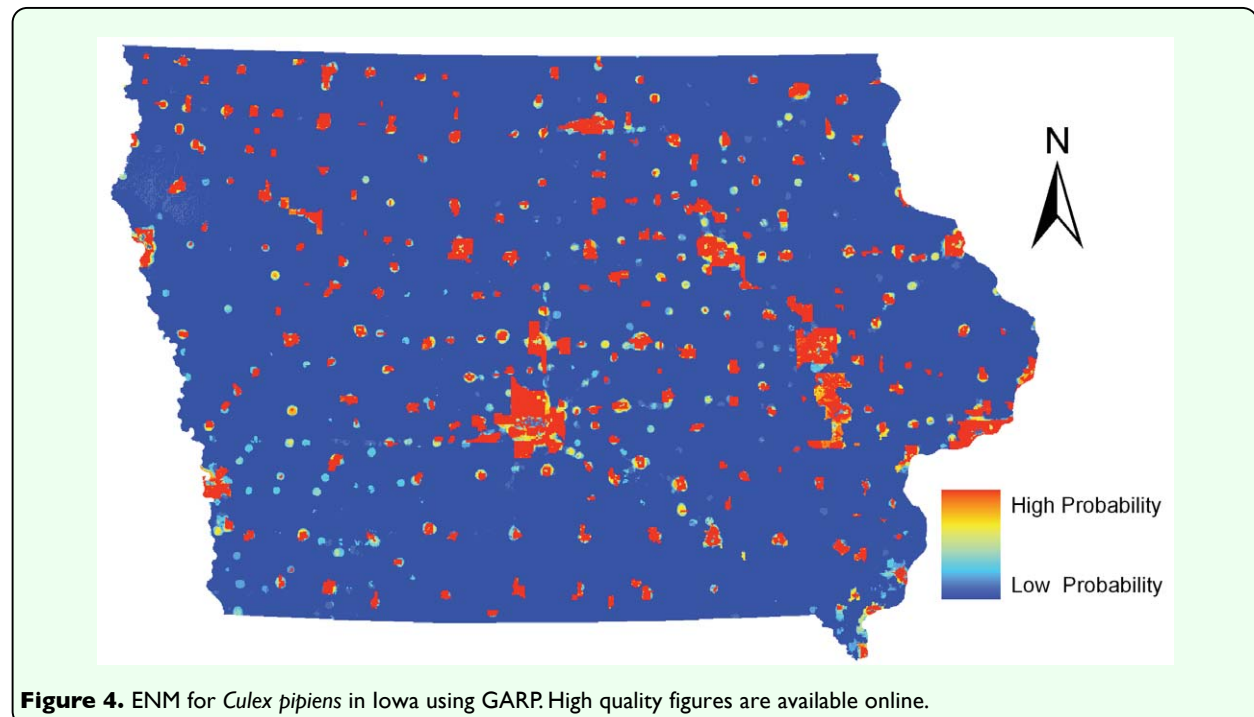 N
High Probability
Low Probability
Figure 4. ENM for Culex pipiens in Iowa using GARP. High quality figures are available online.